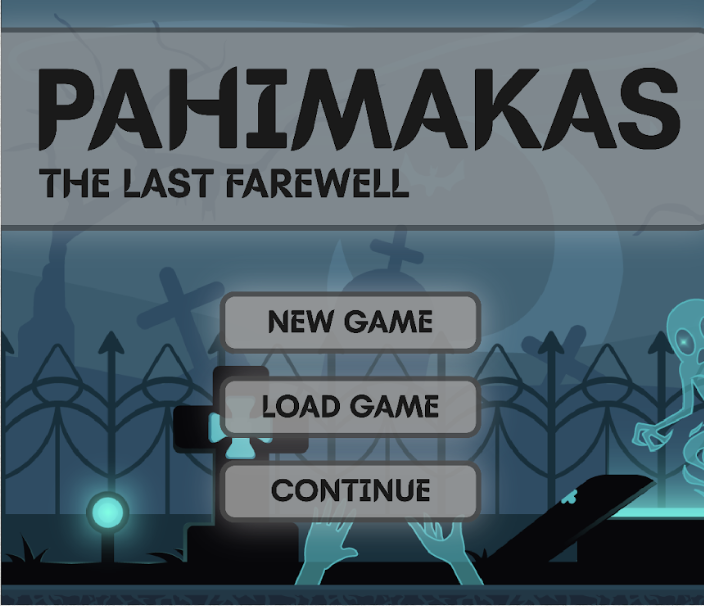 PAHIMAKAS
THE LAST FAREWELL
NEW GAME
LOAD GAME
CONTINUE